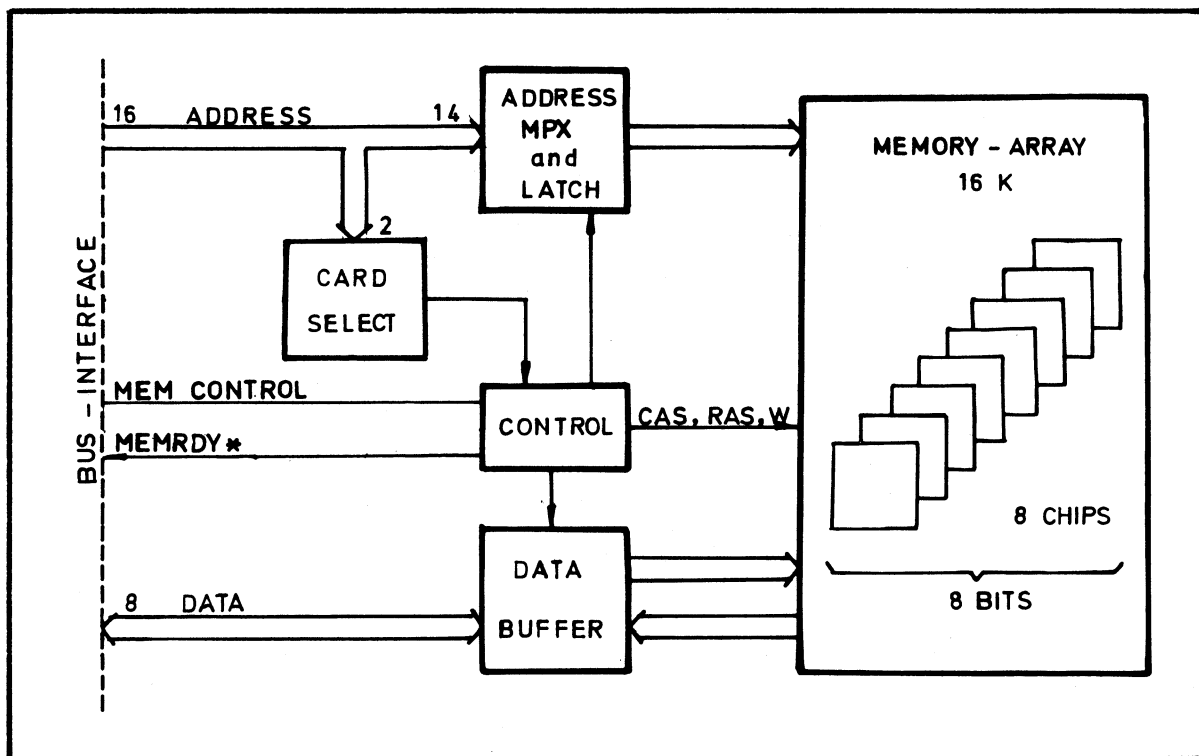 16 ADDRESS 14
ADDRESS
MPX
and
LATCH
MEMORY - ARRAY
16 K
2
CARD
SELECT
BUS - INTERFACE
MEM CONTROL
MEMRDY*
CONTROL
CAS, RAS, W
8 CHIPS
8 BITS
8 DATA
DATA
BUFFER